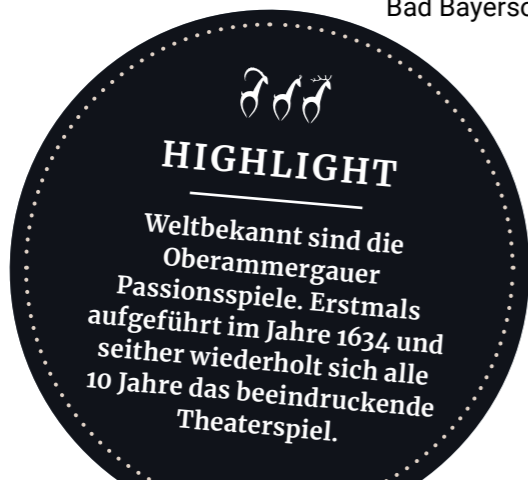 Bad
HIGHLIGHT
Weltbekannt sind die
Oberammergauer
Passionsspiele. Erstmals
aufgeführt im Jahre 1634 und
seither wiederholt sich alle
10 Jahre das beeindruckende
Theaterspiel.